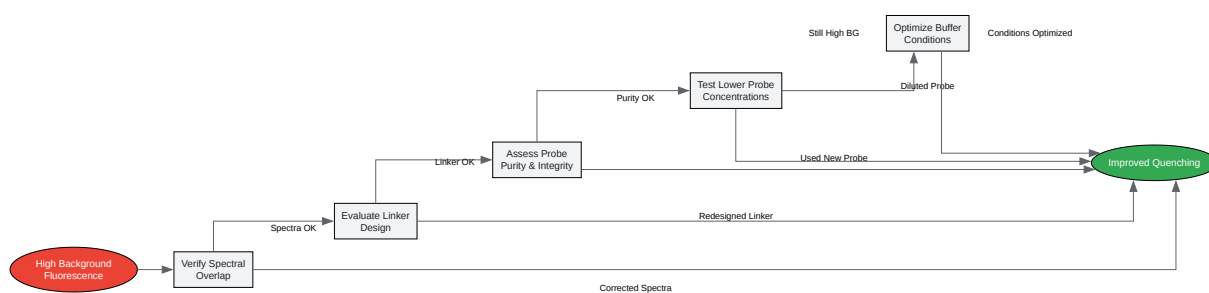 Optimize Buffer
Conditions
Still High BG
Conditions Optimized
Test Lower Probe
Concentrations
Diluted Probe
Purity OK
Assess Probe
Purity & Integrity
Linker OK
Used New Probe
Improved Quenching
Evaluate Linker
Design
Redesigned Linker
Spectra OK
High Background
Fluorescence
Verify Spectral
Overlap
Corrected Spectra